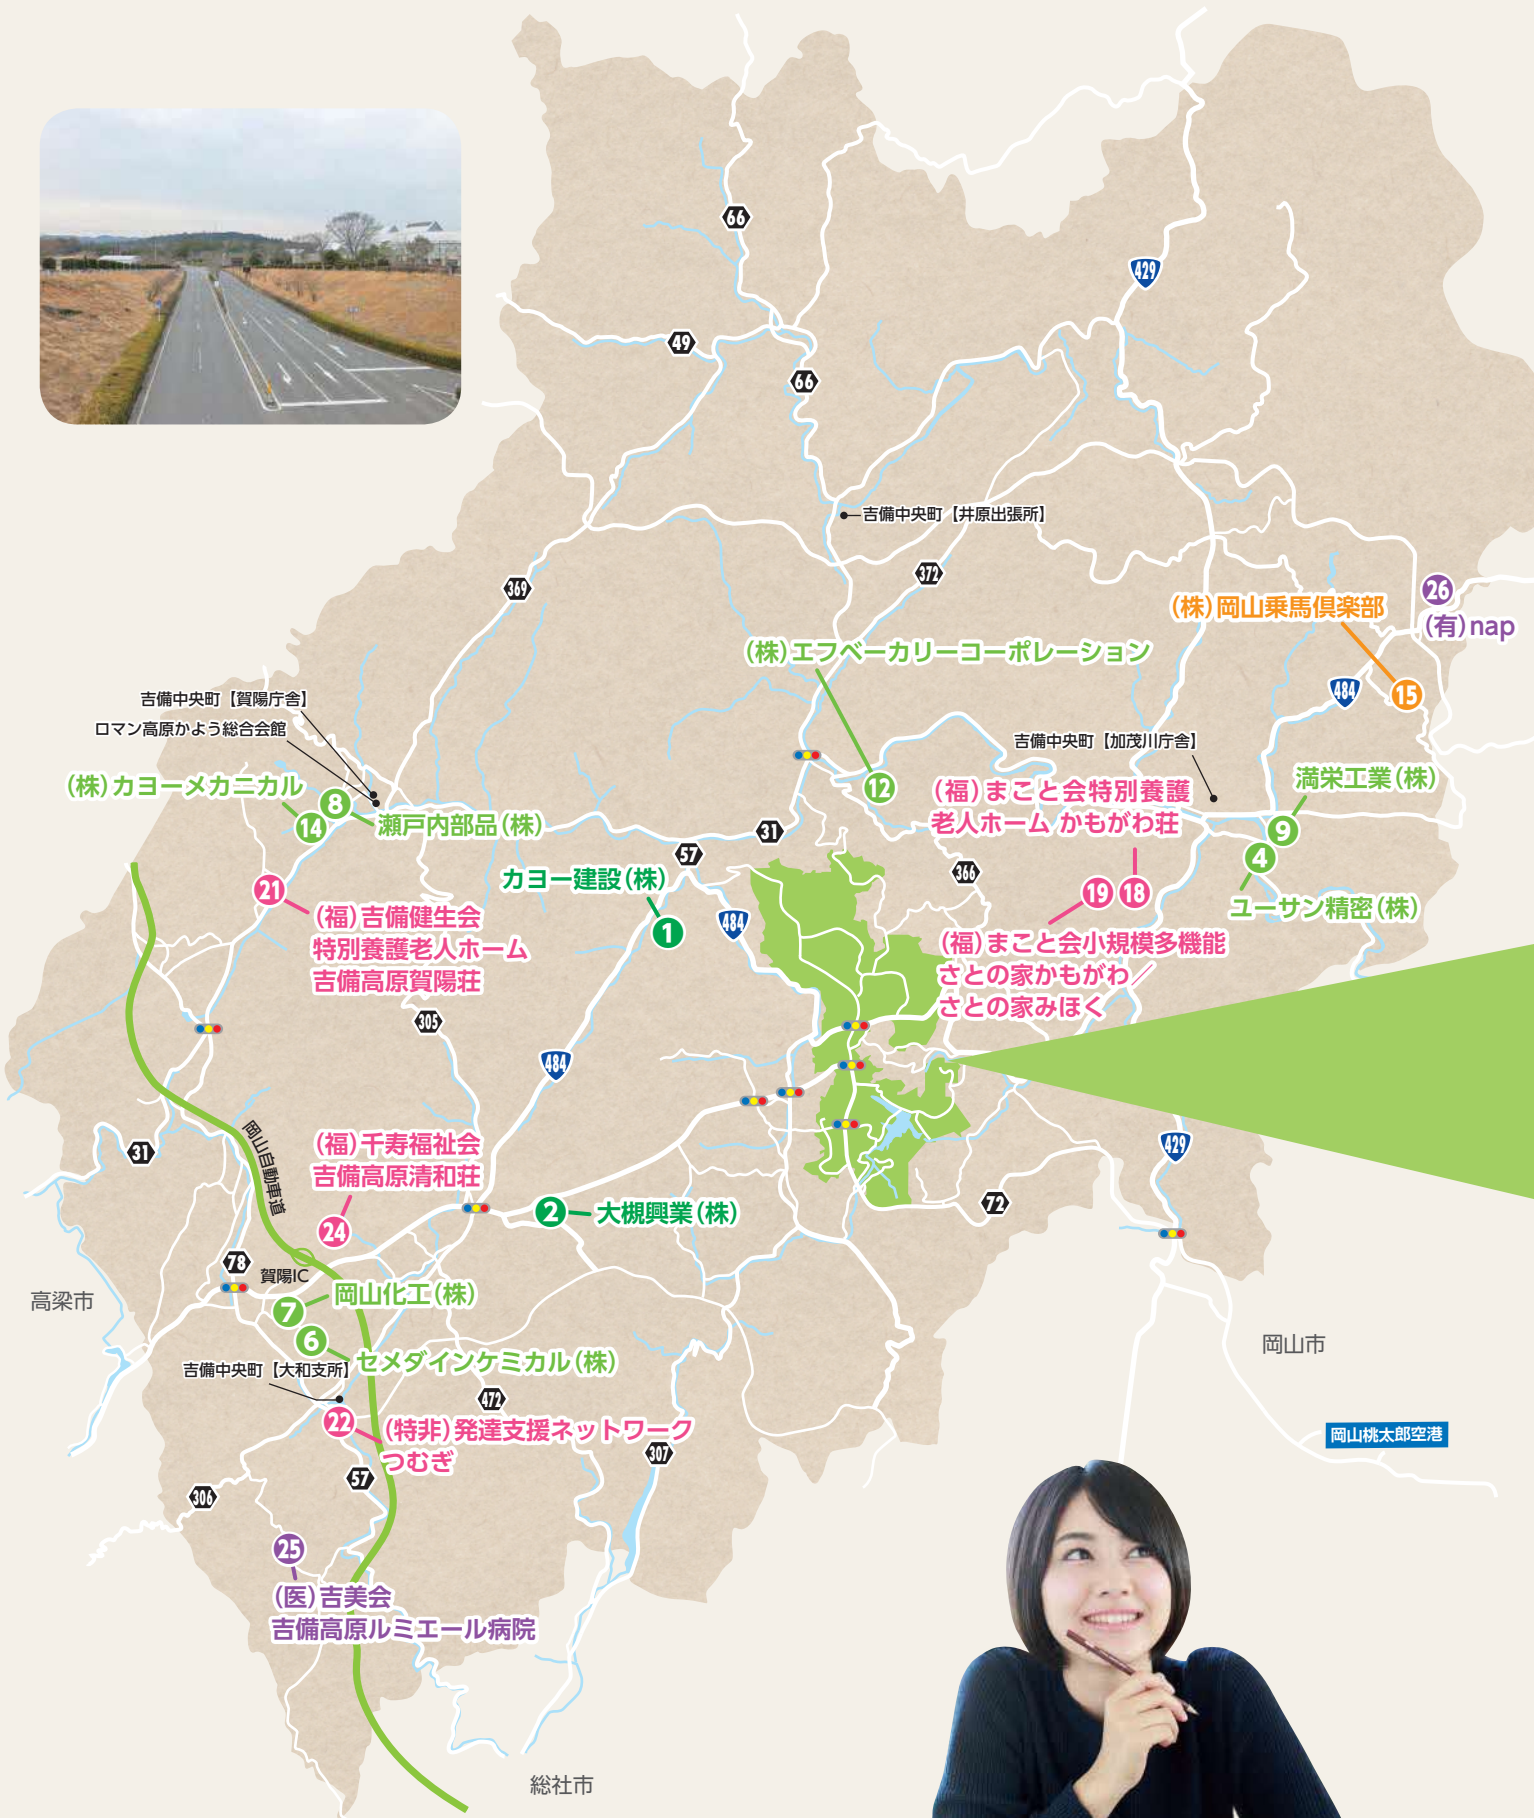 66
429
49
66
吉備中央町【井原出張所】
369
372
26
(有)nap
(株)岡山乗馬倶楽部
15
484
(株)エフベーカリーコーポレーション
12
吉備中央町【賀陽庁舎】
ロマン高原かよう総合会館
吉備中央町【加茂川庁舎】
(株)カヨーメカニカル
8
14
瀬戸内部品(株)
(福)まこと会特別養護
老人ホーム かもがわ荘
満栄工業(株)
9
4
ユーサン精密(株)
31
57
366
19
18
21
(福)吉備健生会
特別養護老人ホーム
吉備高原賀陽荘
カヨー建設(株)
1
484
(福)まこと会小規模多機能
さとの家かもがわ／
さとの家みほく
305
484
31
岡山自動車道
(福)千寿福祉会
吉備高原清和荘
24
2
大槻興業(株)
429
72
78
賀陽IC
高梁市
7
岡山化工(株)
6
セメダインケミカル(株)
吉備中央町【大和支所】
岡山市
472
22
(特非)発達支援ネットワーク
つむぎ
岡山桃太郎空港
307
57
306
25
(医)吉美会
吉備高原ルミエール病院
総社市